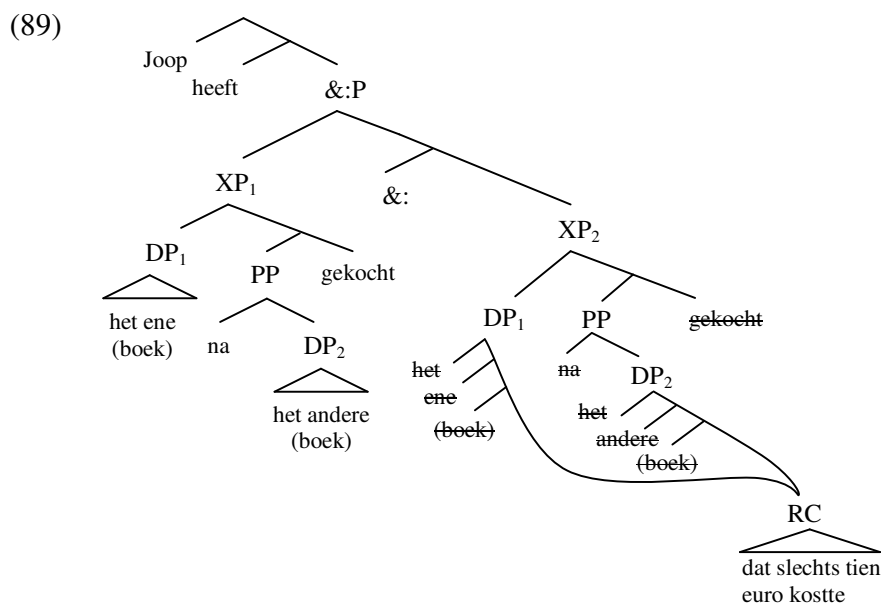 (89)
Joop
heeft
&:P
XP₁
&:
XP₂
DP₁
PP
gekocht
DP₁
PP
gekocht
het ene
(boek)
na
DP₂
het
ene
(boek)
na
DP₂
het andere
(boek)
het
andere
(boek)
RC
dat slechts tien
euro kostte